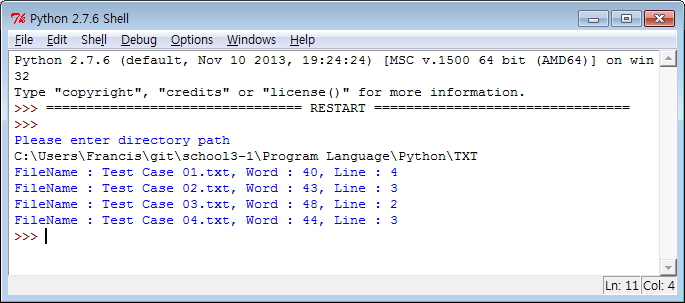 Python 2.7.6 Shell
File Edit Shell Debug Options Windows Help
Python 2.7.6 (default, Nov 10 2013, 19:24:24) [MSC v.1500 64 bit (AMD64)] on win
32
Type "copyright", "credits" or "license()" for more information.
>>> ================================ RESTART ================================
>>>
Please enter directory path
C:\Users\Francis\git\school3-1\Program Language\Python\TXT
FileName : Test Case 01.txt, Word : 40, Line : 4
FileName : Test Case 02.txt, Word : 43, Line : 3
FileName : Test Case 03.txt, Word : 48, Line : 2
FileName : Test Case 04.txt, Word : 44, Line : 3
>>>
Ln: 11 Col: 4